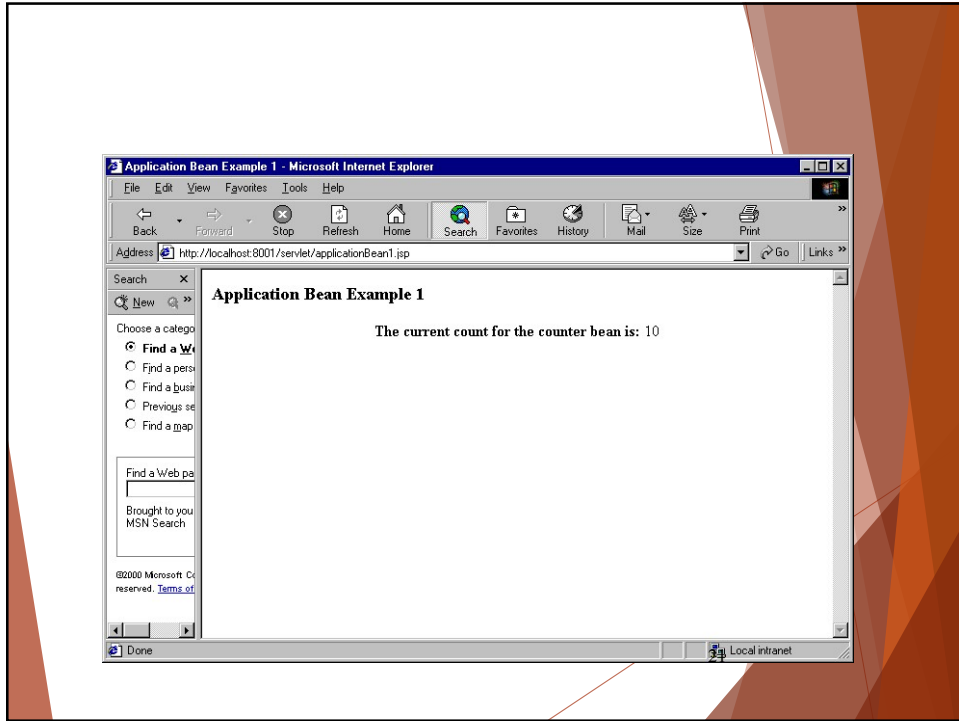 Application Bean Example 1 - Microsoft Internet Explorer
File Edit View Favorites Tools Help
Back Forward Stop Refresh Home Search Favorites History Mail Size Print »
Address http://localhost:8001/servlet/applicationBean1.jsp Go Links »
Search ×
New »
Choose a catego
Find a We
Find a perso
Find a busin
Previous se
Find a map
Find a Web pa
Brought to you
MSN Search
©2000 Microsoft Co
reserved. Terms of
Application Bean Example 1
The current count for the counter bean is: 10
Done Local intranet